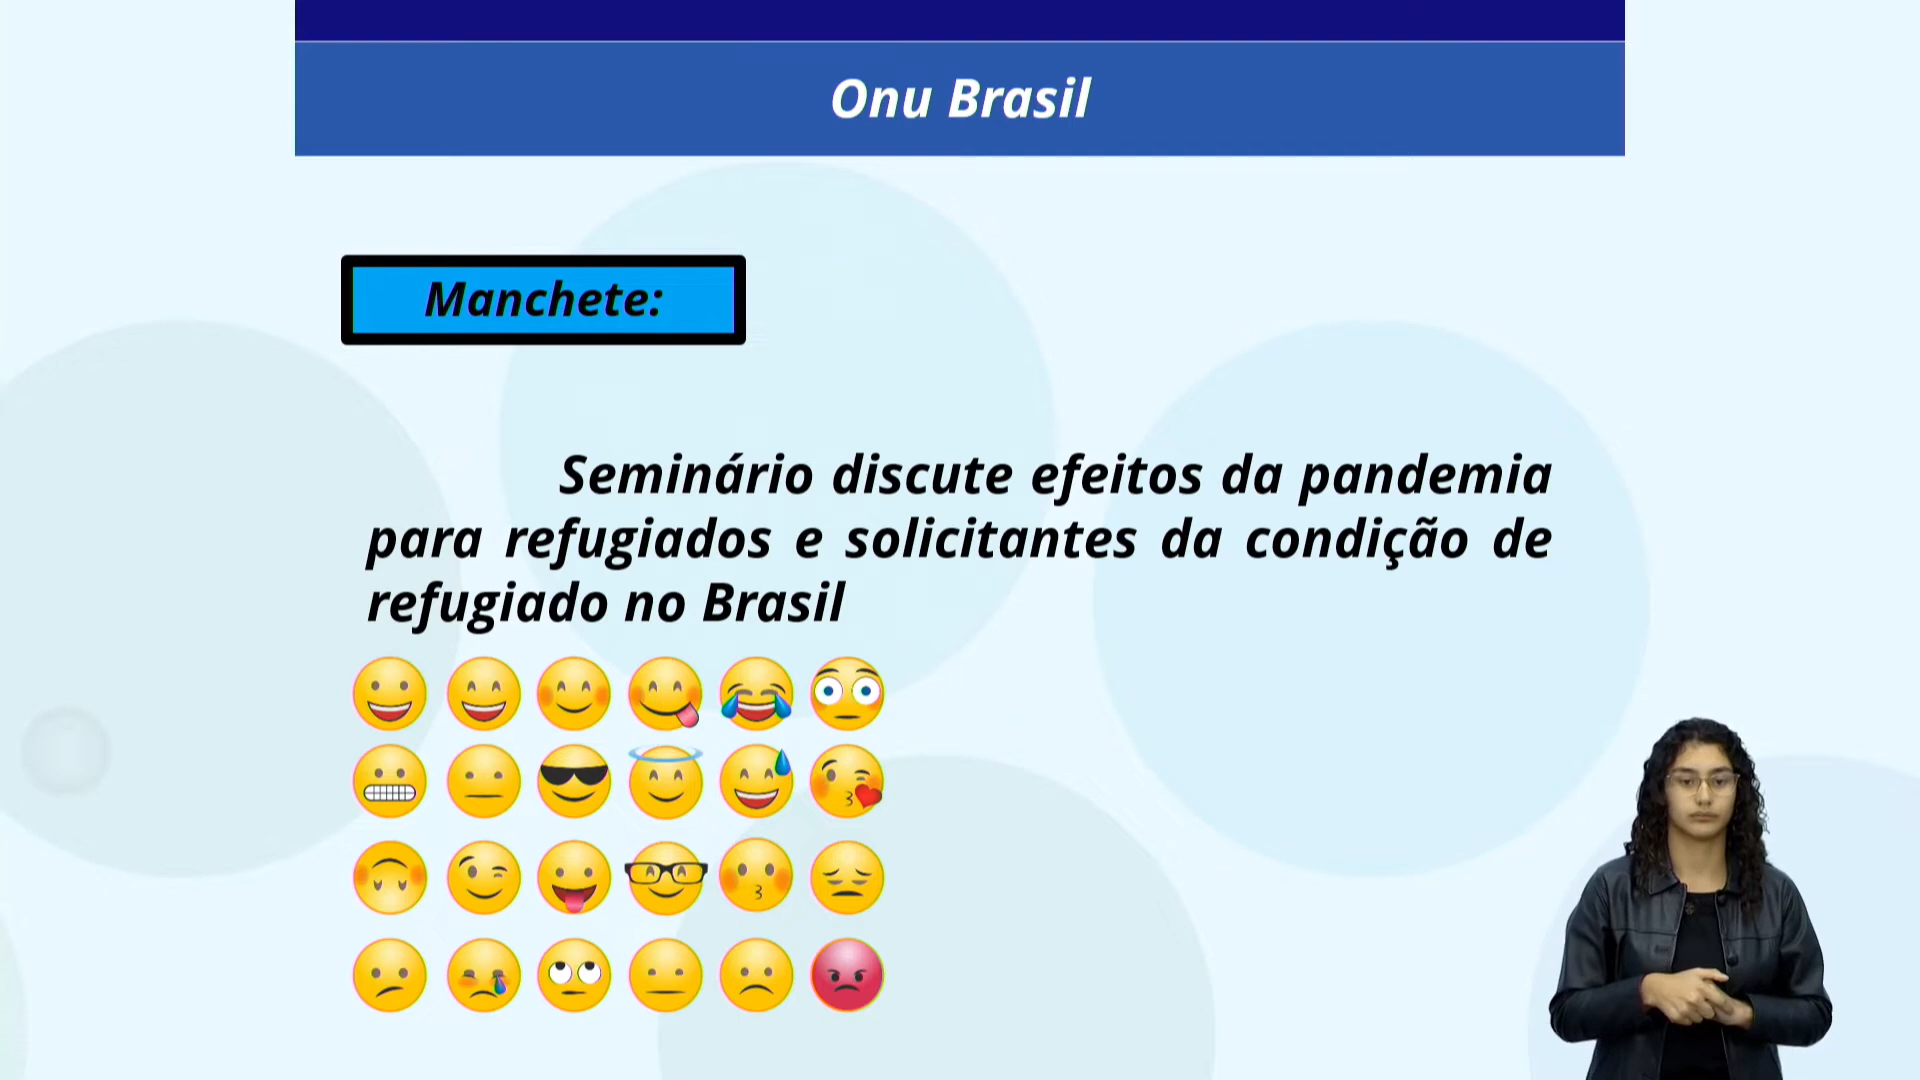 Onu Brasil
Manchete:
Seminário discute efeitos da pandemia
para refugiados e solicitantes da condição de
refugiado no Brasil